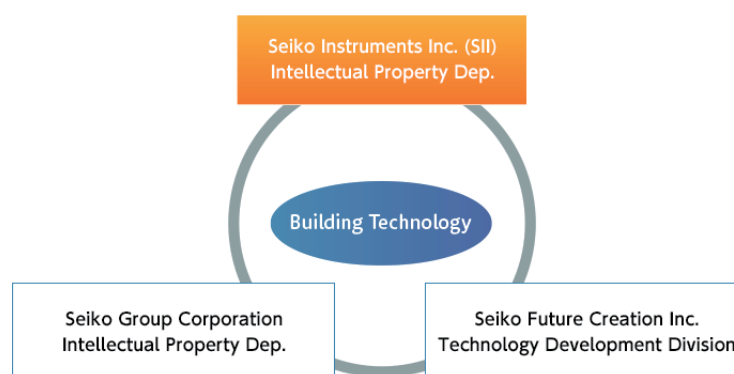 Seiko Instruments Inc. (SII)
Intellectual Property Dep.
Building Technology
Seiko Group Corporation
Intellectual Property Dep.
Seiko Future Creation Inc.
Technology Development Division